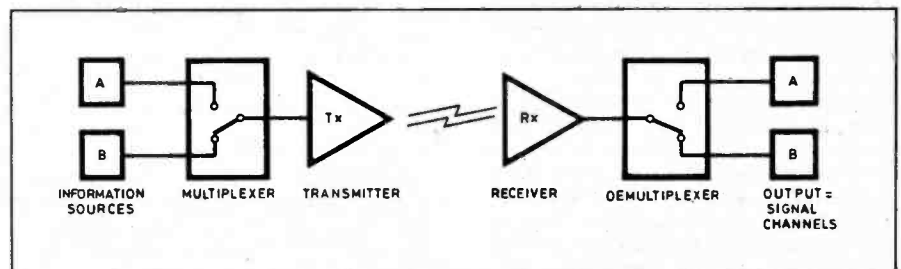 A
B
INFORMATION
SOURCES
MULTIPLEXER
Tx
TRANSMITTER
Rx
RECEIVER
OEMULTIPLEXER
A
B
OUTPUT =
SIGNAL
CHANNELS